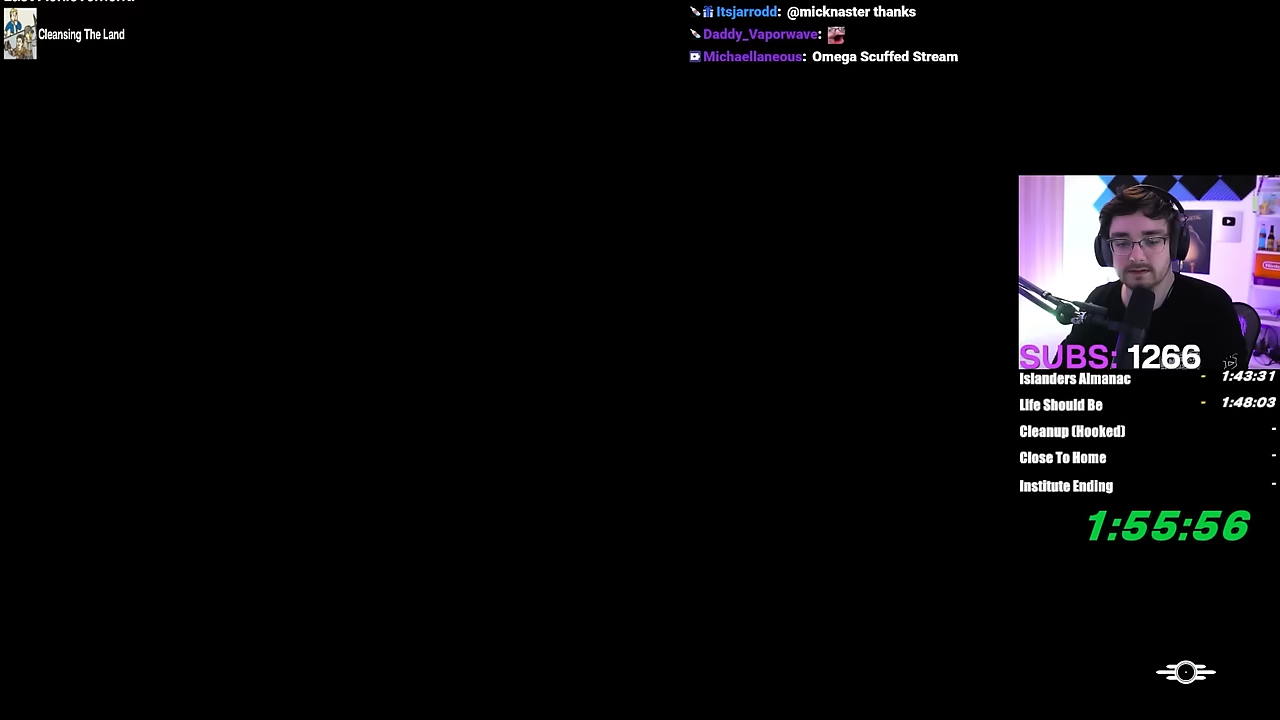 Cleansing The Land
Itsjarrodd: @micknaster thanks
Daddy_Vaporwave:
Michaellaneous: Omega Scuffed Stream
SUBS: 1266
Islanders Almanac - 1:43:31
Life Should Be - 1:48:03
Cleanup (Hooked) -
Close To Home -
Institute Ending -
1:55:56